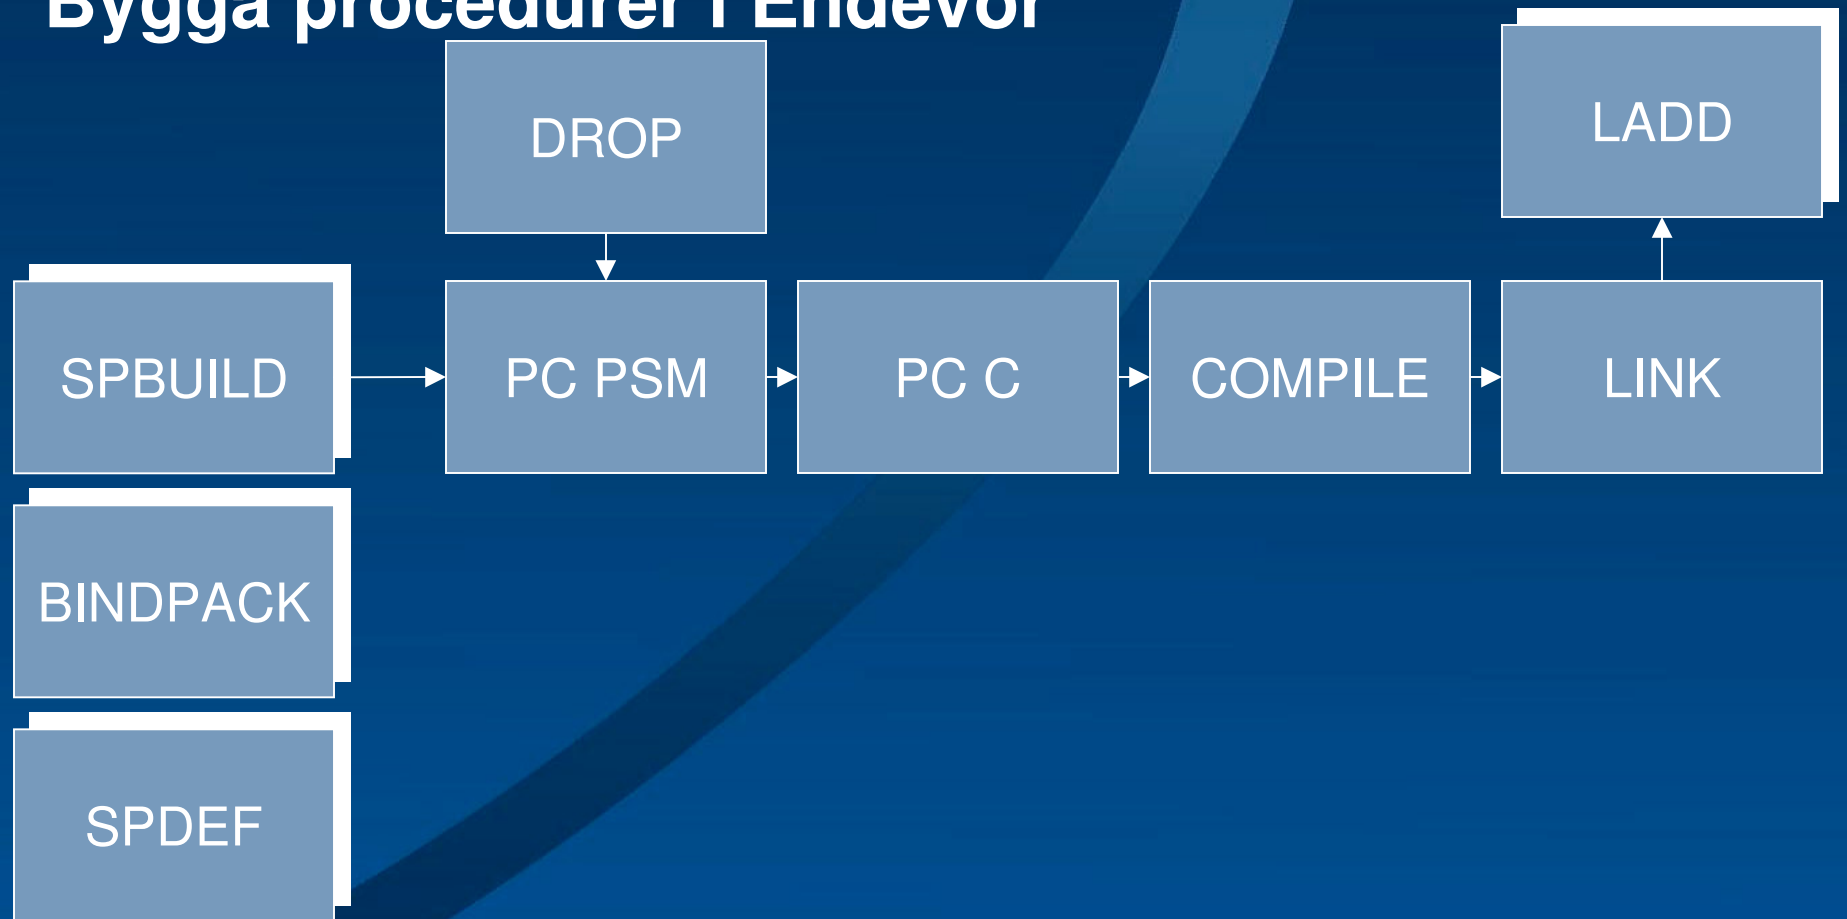 Bygga procedurer i Endevor
DROP
LADD
SPBUILD
PC PSM
PC C
COMPILE
LINK
BINDPACK
SPDEF